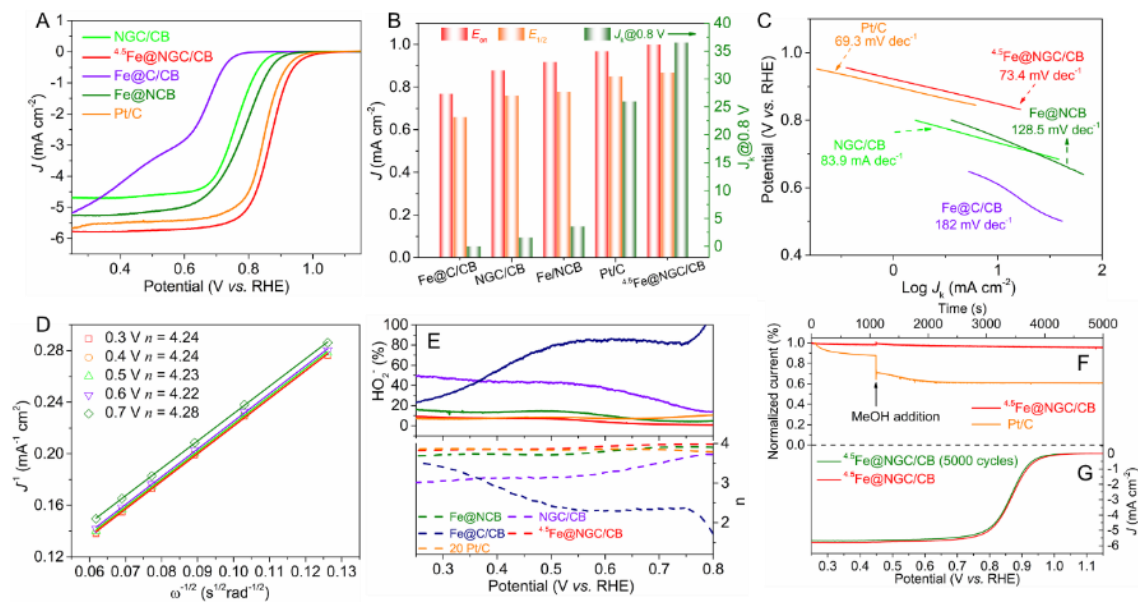 A
NGC/CB
⁴·⁵Fe@NGC/CB
Fe@C/CB
Fe@NCB
Pt/C
J (mA cm⁻²)
0
-1
-2
-3
-4
-5
-6
0.4 0.6 0.8 1.0
Potential (V vs. RHE)
B
E_on
E_1/2
J_k@0.8 V
J (mA cm⁻²)
1.0
0.8
0.6
0.4
0.2
0.0
40
35
30
25
20
15
10
5
0
J_k@0.8 V
Fe@C/CB
NGC/CB
Fe/NCB
Pt/C
⁴·⁵Fe@NGC/CB
C
Pt/C
69.3 mV dec⁻¹
⁴·⁵Fe@NGC/CB
73.4 mV dec⁻¹
Fe@NCB
128.5 mV dec⁻¹
NGC/CB
83.9 mA dec⁻¹
Fe@C/CB
182 mV dec⁻¹
Potential (V vs. RHE)
1.0
0.8
0.6
0.4
0 1 2
Log J_k (mA cm⁻²)
D
0.3 V n = 4.24
0.4 V n = 4.24
0.5 V n = 4.23
0.6 V n = 4.22
0.7 V n = 4.28
J⁻¹ (mA⁻¹ cm²)
0.28
0.24
0.20
0.16
0.12
0.06 0.07 0.08 0.09 0.10 0.11 0.12 0.13
ω⁻¹/² (s¹/²rad⁻¹/²)
E
HO₂⁻ (%)
100
80
60
40
20
0
4
3
2
n
Fe@NCB
NGC/CB
Fe@C/CB
⁴·⁵Fe@NGC/CB
20 Pt/C
0.3 0.4 0.5 0.6 0.7 0.8
Potential (V vs. RHE)
Time (s)
0 1000 2000 3000 4000 5000
Normalized current (%)
1.0
0.8
0.6
0.4
0.2
0.0
F
MeOH addition
⁴·⁵Fe@NGC/CB
Pt/C
⁴·⁵Fe@NGC/CB (5000 cycles)
⁴·⁵Fe@NGC/CB
G
0
-1
-2
-3
-4
-5
-6
J (mA cm⁻²)
0.3 0.4 0.5 0.6 0.7 0.8 0.9 1.0 1.1
Potential (V vs. RHE)